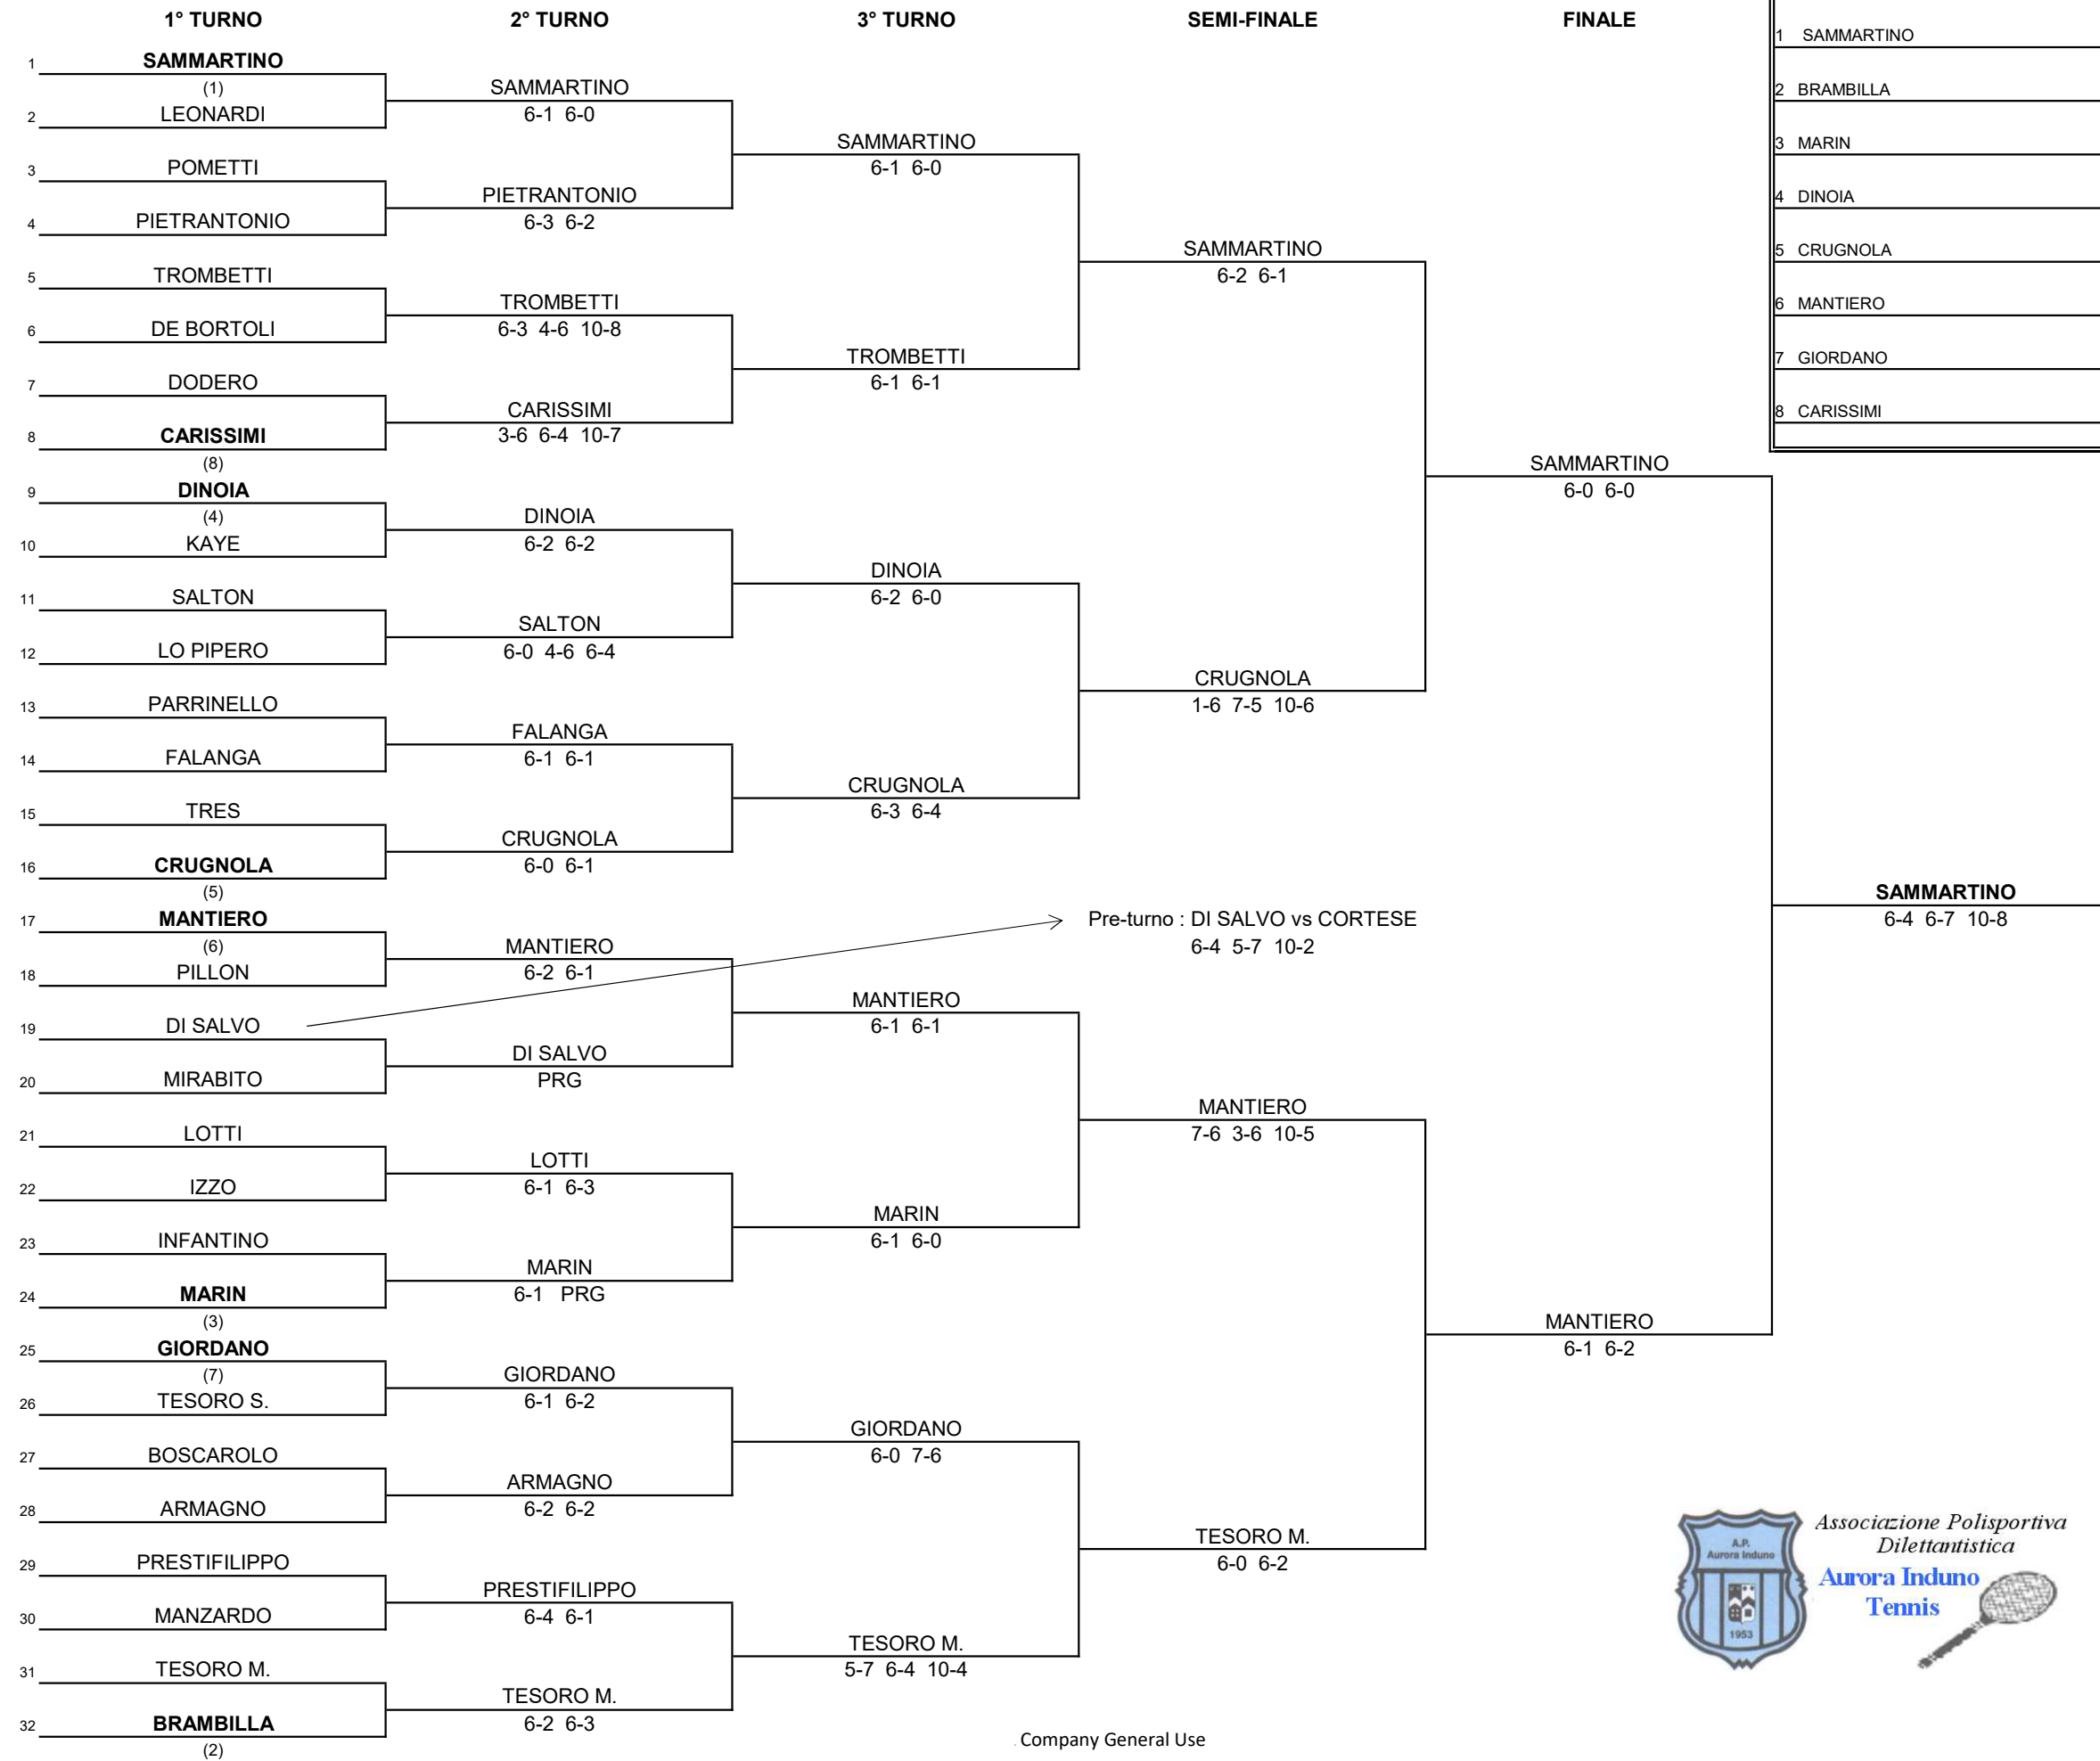 1° TURNO 2° TURNO 3° TURNO SEMI-FINALE FINALE
1 SAMMARTINO
(1)
2 LEONARDI
3 POMETTI
4 PIETRANTONIO
5 TROMBETTI
6 DE BORTOLI
7 DODERO
8 CARISSIMI
(8)
9 DINOIA
(4)
10 KAYE
11 SALTON
12 LO PIPERO
13 PARRINELLO
14 FALANGA
15 TRES
16 CRUGNOLA
(5)
17 MANTIERO
(6)
18 PILLON
19 DI SALVO
20 MIRABITO
21 LOTTI
22 IZZO
23 INFANTINO
24 MARIN
(3)
25 GIORDANO
(7)
26 TESORO S.
27 BOSCAROLO
28 ARMAGNO
29 PRESTIFILIPPO
30 MANZARDO
31 TESORO M.
32 BRAMBILLA
(2)
SAMMARTINO
6-1 6-0
PIETRANTONIO
6-3 6-2
TROMBETTI
6-3 4-6 10-8
CARISSIMI
3-6 6-4 10-7
DINOIA
6-2 6-2
SALTON
6-0 4-6 6-4
FALANGA
6-1 6-1
CRUGNOLA
6-0 6-1
MANTIERO
6-2 6-1
DI SALVO
PRG
LOTTI
6-1 6-3
MARIN
6-1 PRG
GIORDANO
6-1 6-2
ARMAGNO
6-2 6-2
PRESTIFILIPPO
6-4 6-1
TESORO M.
6-2 6-3
SAMMARTINO
6-1 6-0
TROMBETTI
6-1 6-1
DINOIA
6-2 6-0
CRUGNOLA
6-3 6-4
MANTIERO
6-1 6-1
MARIN
6-1 6-0
GIORDANO
6-0 7-6
TESORO M.
5-7 6-4 10-4
SAMMARTINO
6-2 6-1
CRUGNOLA
1-6 7-5 10-6
Pre-turno : DI SALVO vs CORTESE
6-4 5-7 10-2
MANTIERO
7-6 3-6 10-5
TESORO M.
6-0 6-2
SAMMARTINO
6-0 6-0
MANTIERO
6-1 6-2
1 SAMMARTINO
2 BRAMBILLA
3 MARIN
4 DINOIA
5 CRUGNOLA
6 MANTIERO
7 GIORDANO
8 CARISSIMI
SAMMARTINO
6-4 6-7 10-8
A.P.
Aurora Induno
1953
Associazione Polisportiva
Dilettantistica
Aurora Induno
Tennis
Company General Use